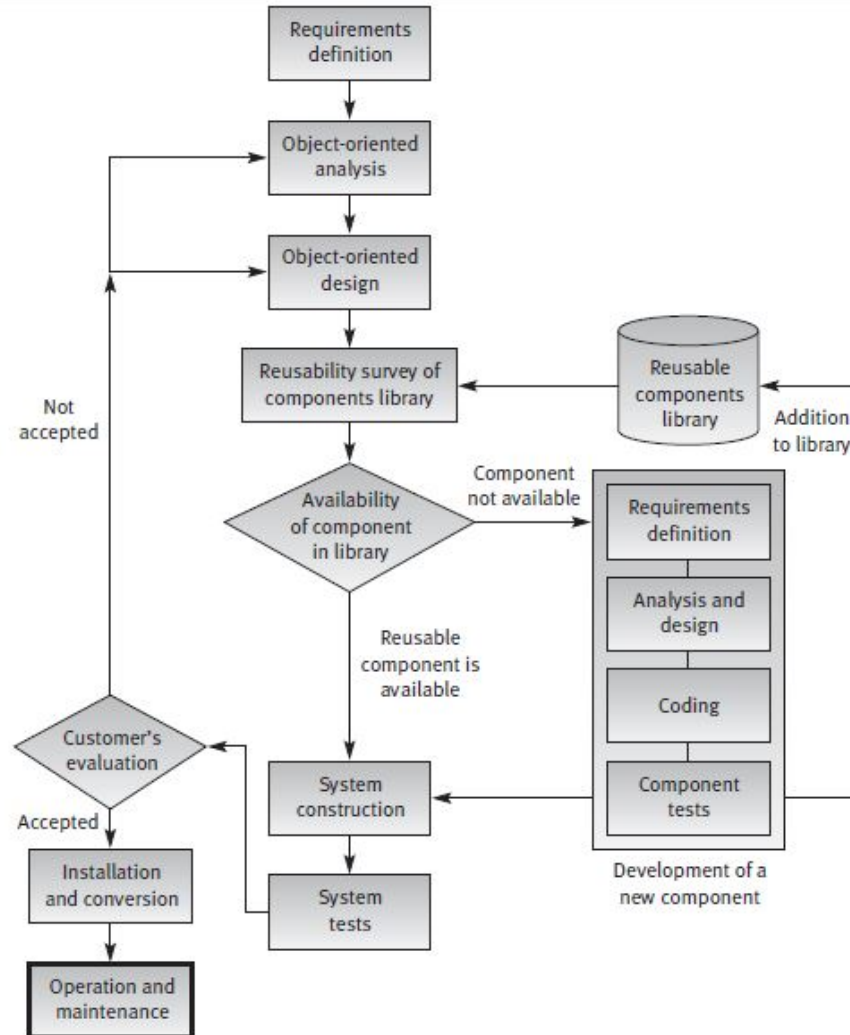 Requirements
definition
Object-oriented
analysis
Object-oriented
design
Reusability survey of
components library
Reusable
components
library
Not
accepted
Addition
to library
Component
not available
Availability
of component
in library
Requirements
definition
Analysis and
design
Reusable
component is
available
Coding
Customer's
evaluation
System
construction
Component
tests
Accepted
Installation
and conversion
System
tests
Development of a
new component
Operation and
maintenance